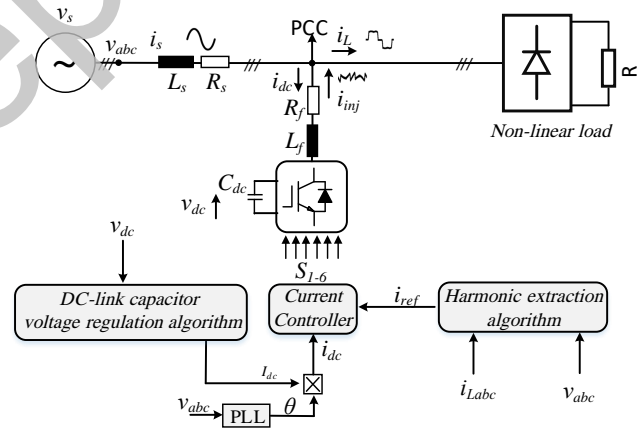 v_s
v_abc
i_s
L_s
R_s
PCC
i_L
i_dc
R_f
i_inj
L_f
R
Non-linear load
C_dc
v_dc
S_1-6
v_dc
DC-link capacitor
voltage regulation algorithm
Current
Controller
i_ref
Harmonic extraction
algorithm
i_dc
I_dc
i_Labc
v_abc
v_abc
PLL
θ